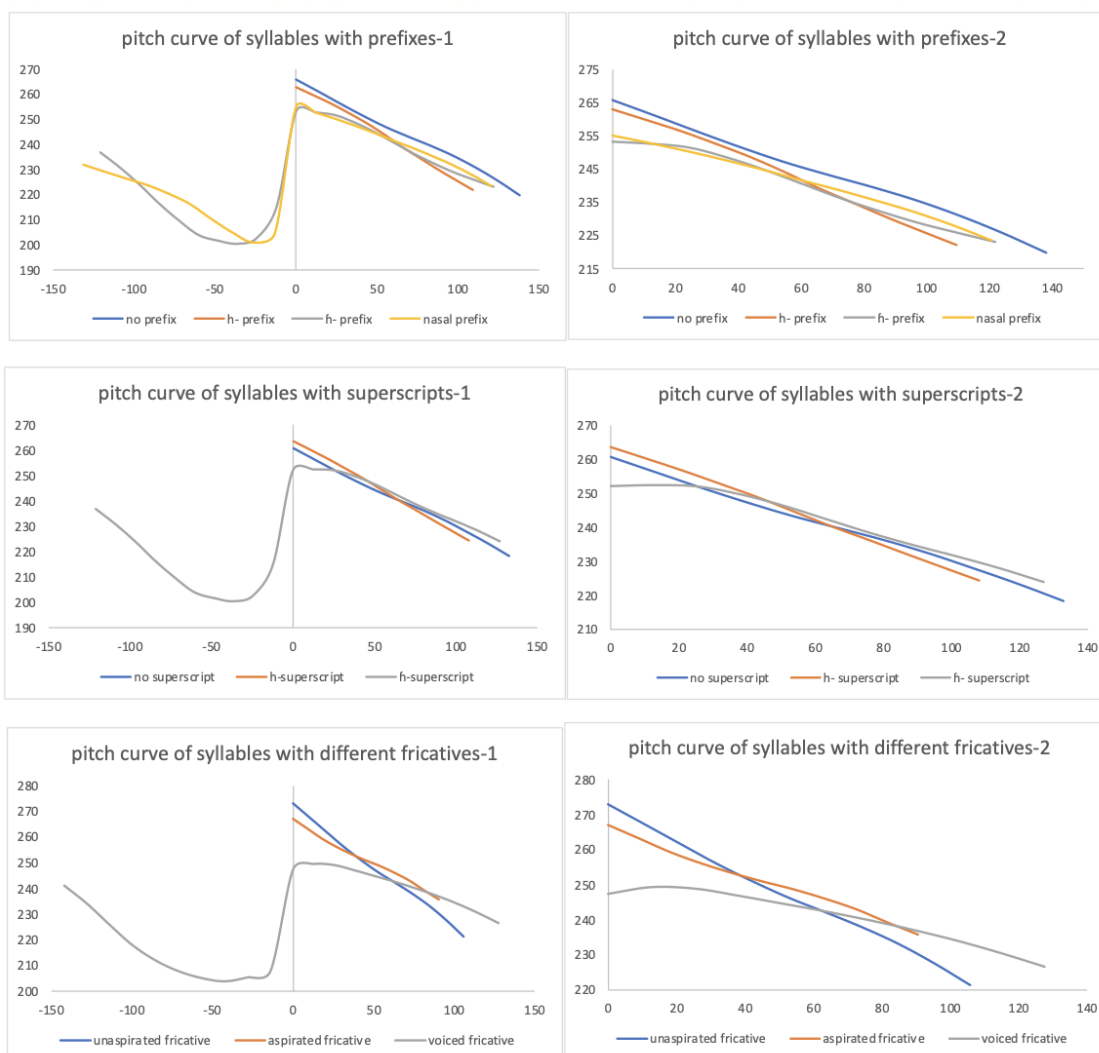 pitch curve of syllables with prefixes-1
270
260
250
240
230
220
210
200
190
-150 -100 -50 0 50 100 150
no prefix h- prefix ɦ- prefix nasal prefix
pitch curve of syllables with prefixes-2
265
255
245
235
225
215
0 20 40 60 80 100 120 140
no prefix h- prefix ɦ- prefix nasal prefix
pitch curve of syllables with superscripts-1
270
260
250
240
230
220
210
200
190
-150 -100 -50 0 50 100 150
no superscript h-superscript ɦ-superscript
pitch curve of syllables with superscripts-2
270
260
250
240
230
220
210
0 20 40 60 80 100 120 140
no superscript h- superscript ɦ- superscript
pitch curve of syllables with different fricatives-1
280
270
260
250
240
230
220
210
200
-150 -100 -50 0 50 100 150
unaspirated fricative aspirated fricative voiced fricative
pitch curve of syllables with different fricatives-2
280
270
260
250
240
230
220
0 20 40 60 80 100 120 140
unaspirated fricative aspirated fricative voiced fricative